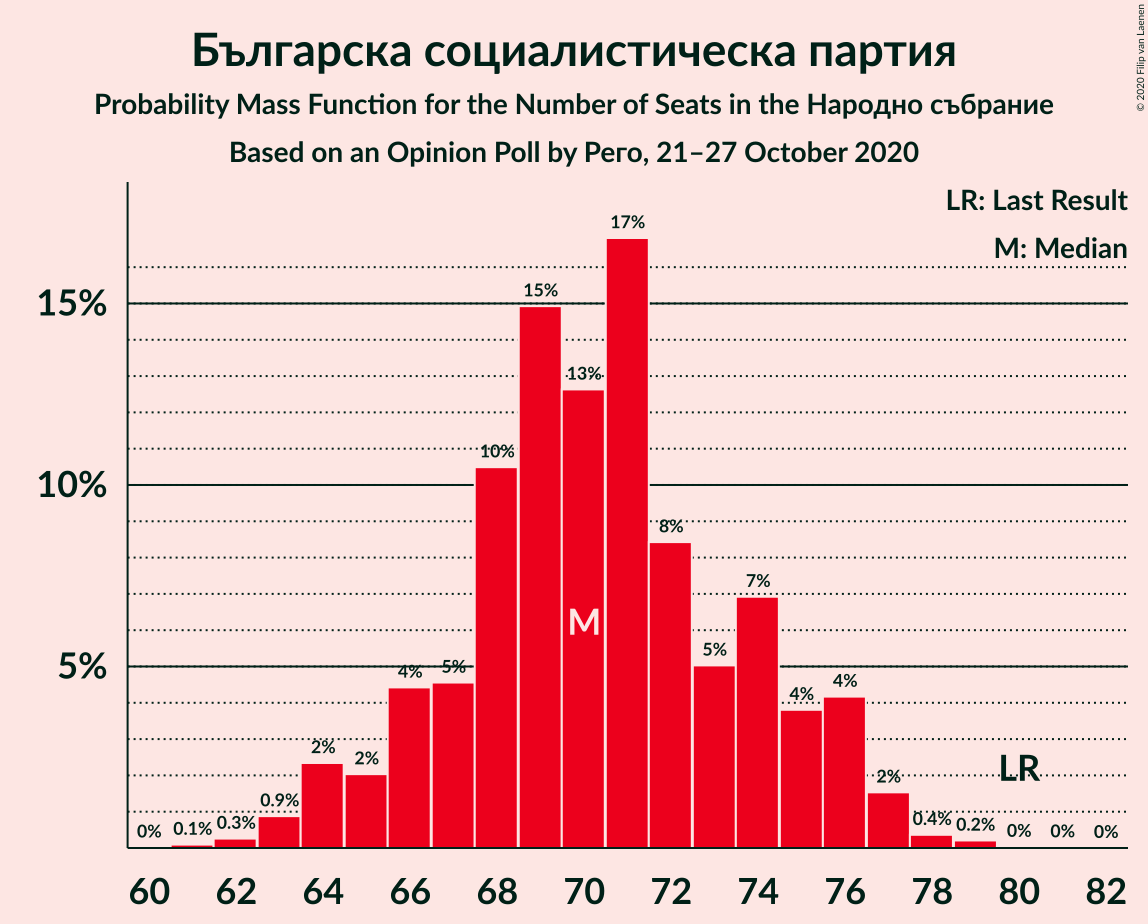 Българска социалистическа партия
Probability Mass Function for the Number of Seats in the Народно събрание
Based on an Opinion Poll by Рего, 21–27 October 2020
© 2020 Filip van Laenen
LR: Last Result
M: Median
15%
10%
5%
0%
0.1%
0.3%
0.9%
2%
2%
4%
5%
10%
15%
13%
17%
8%
5%
7%
4%
4%
2%
0.4%
0.2%
0%
0%
0%
M
LR
60 62 64 66 68 70 72 74 76 78 80 82